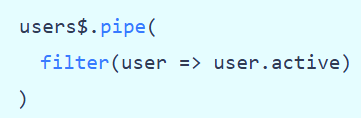 users$.pipe(
  filter(user => user.active)
)